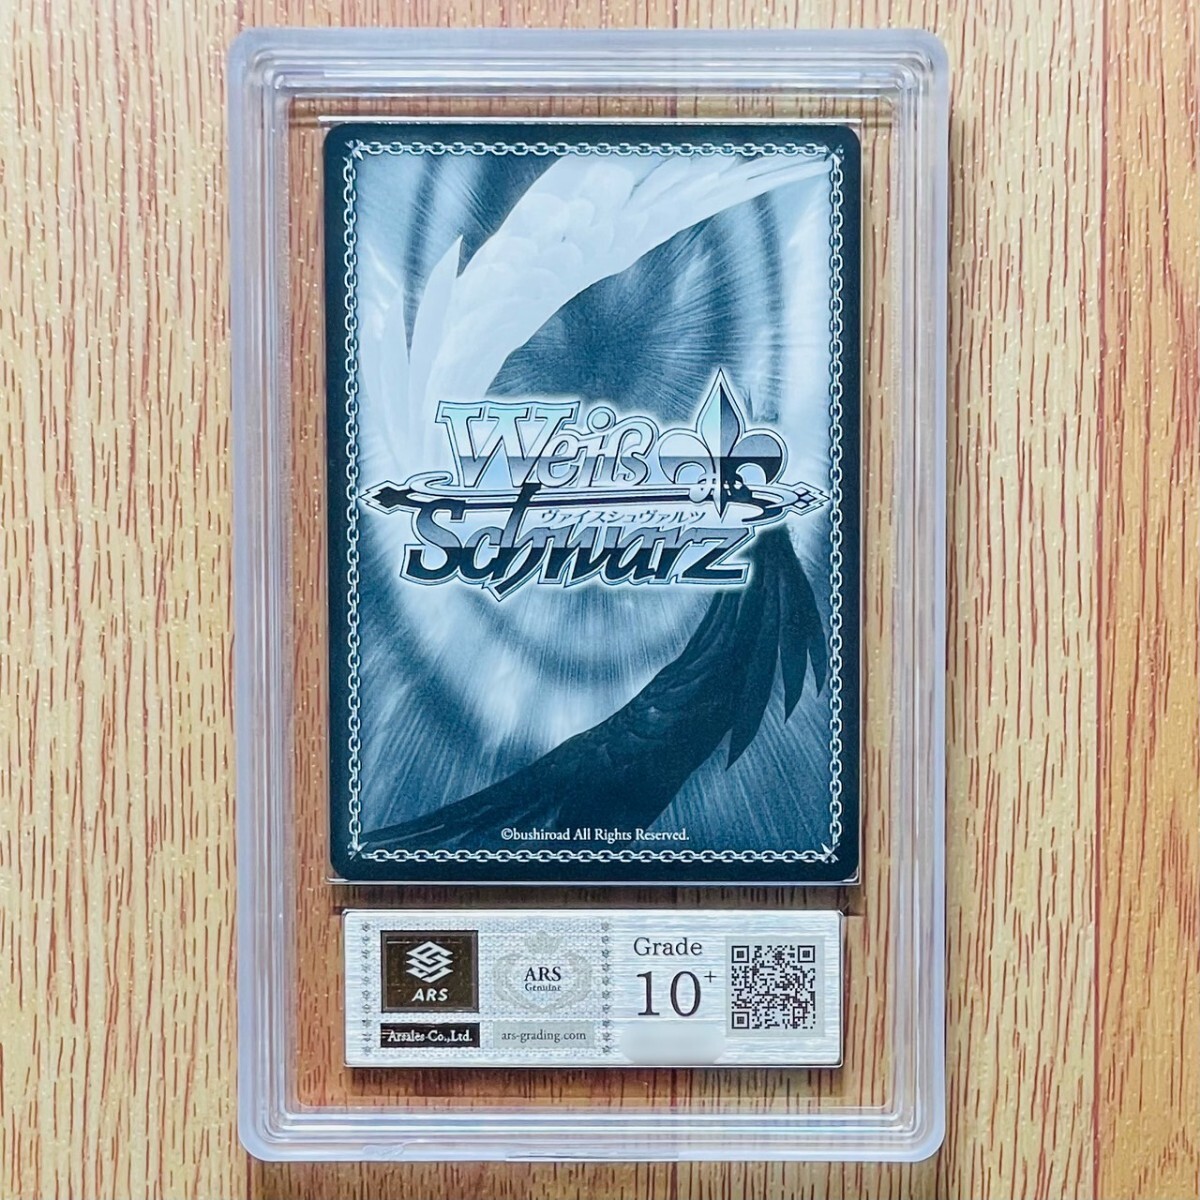 Weiß
ヴァイスシュヴァルツ
Schwarz
©bushiroad All Rights Reserved.
ARS
Arsales Co.,Ltd.
ARS
Genuine
ars-grading.com
Grade
10+